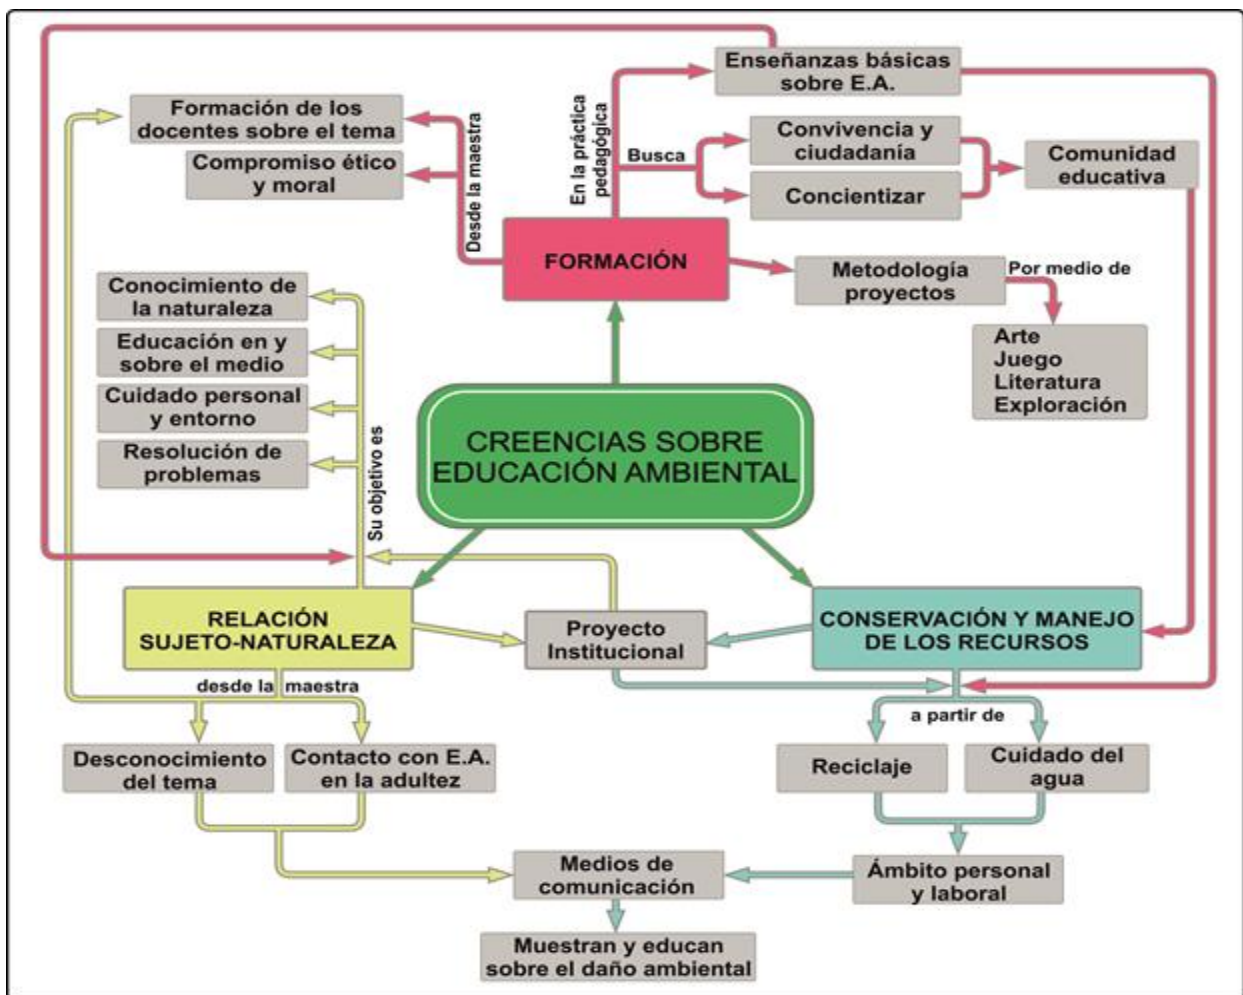 Enseñanzas básicas
sobre E.A.
Formación de los
docentes sobre el tema
Compromiso ético
y moral
Desde la maestra
En la práctica
pedagógica
Busca
Convivencia y
ciudadanía
Concientizar
Comunidad
educativa
FORMACIÓN
Metodología
proyectos
Por medio de
Arte
Juego
Literatura
Exploración
Conocimiento de
la naturaleza
Educación en y
sobre el medio
Cuidado personal
y entorno
Resolución de
problemas
Su objetivo es
CREENCIAS SOBRE
EDUCACIÓN AMBIENTAL
RELACIÓN
SUJETO-NATURALEZA
Proyecto
Institucional
CONSERVACIÓN Y MANEJO
DE LOS RECURSOS
desde la maestra
a partir de
Desconocimiento
del tema
Contacto con E.A.
en la adultez
Reciclaje
Cuidado del
agua
Medios de
comunicación
Ámbito personal
y laboral
Muestran y educan
sobre el daño ambiental